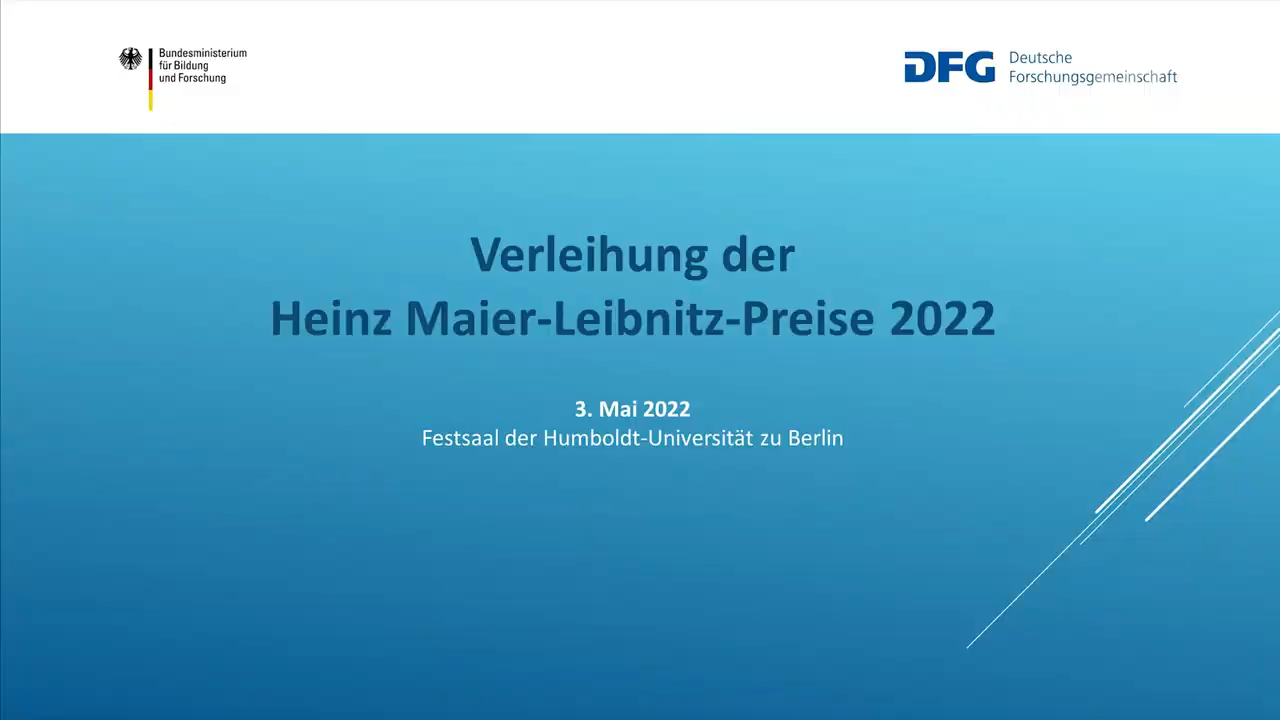 Bundesministerium
für Bildung
und Forschung
DFG
Deutsche
Forschungsgemeinschaft
Verleihung der
Heinz Maier-Leibnitz-Preise 2022
3. Mai 2022
Festsaal der Humboldt-Universität zu Berlin